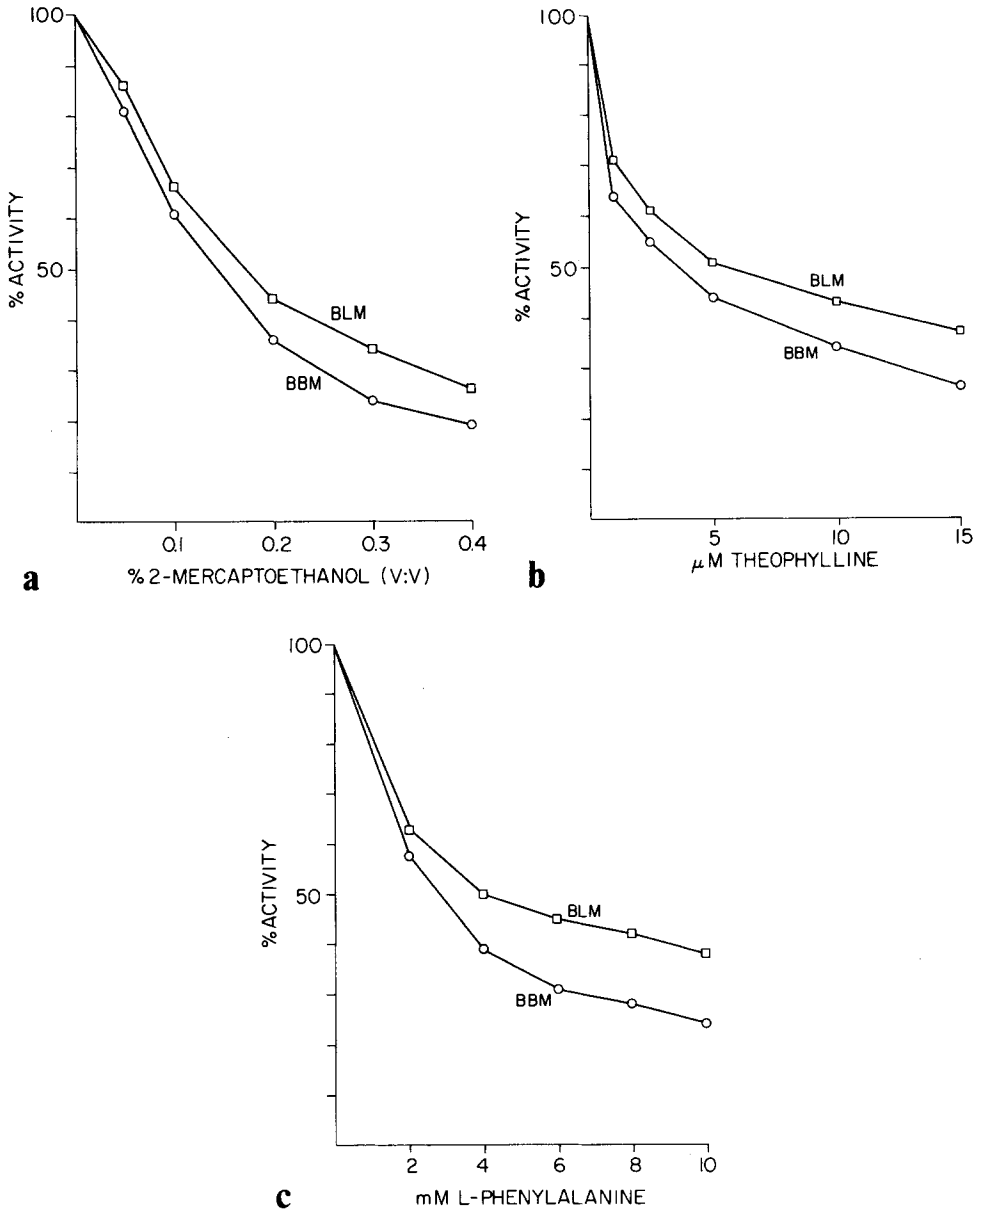 100
50
% ACTIVITY
BLM
BBM
0.1 0.2 0.3 0.4
% 2-MERCAPTOETHANOL (V:V)
a
100
50
% ACTIVITY
BLM
BBM
5 10 15
μM THEOPHYLLINE
b
100
50
% ACTIVITY
BLM
BBM
2 4 6 8 10
mM L-PHENYLALANINE
c